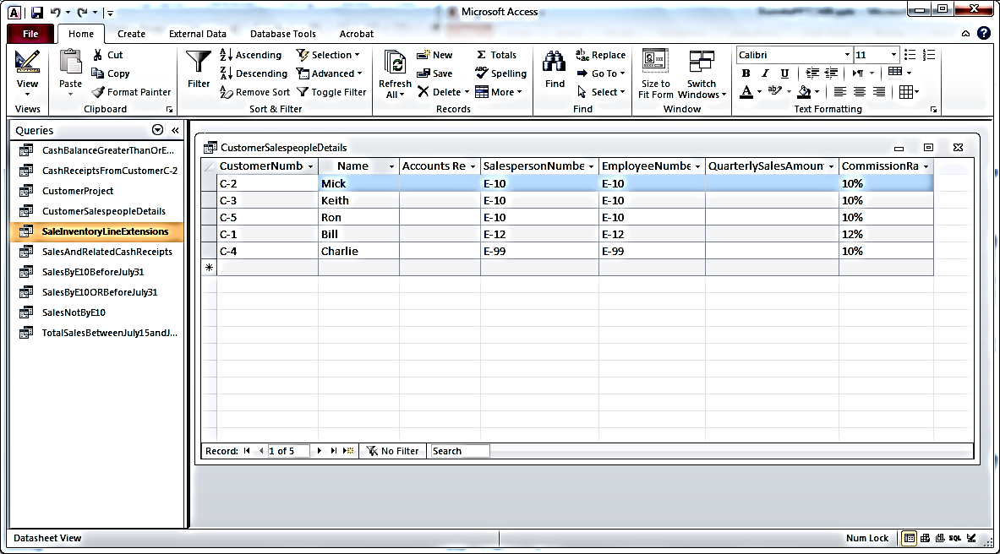 Microsoft Access
File Home Create External Data Database Tools Acrobat
View
Views
Paste
Cut
Copy
Format Painter
Clipboard
Filter
Ascending
Descending
Remove Sort
Selection
Advanced
Toggle Filter
Sort & Filter
Refresh All
New
Save
Delete
Totals
Spelling
More
Records
Find
Replace
Go To
Select
Find
Size to Fit Form
Switch Windows
Window
Calibri 11
B I U
Text Formatting
Queries
CashBalanceGreaterThanOrE...
CashReceiptsFromCustomerC-2
CustomerProject
CustomerSalespeopleDetails
SaleInventoryLineExtensions
SalesAndRelatedCashReceipts
SalesByE10BeforeJuly31
SalesByE10ORBeforeJuly31
SalesNotByE10
TotalSalesBetweenJuly15andJ...
CustomerSalespeopleDetails
CustomerNumb Name Accounts Re SalespersonNumbe EmployeeNumbe QuarterlySalesAmoun CommissionRa
C-2 Mick E-10 E-10 10%
C-3 Keith E-10 E-10 10%
C-5 Ron E-10 E-10 10%
C-1 Bill E-12 E-12 12%
C-4 Charlie E-99 E-99 10%
Record: 1 of 5 No Filter Search
Datasheet View Num Lock SQL